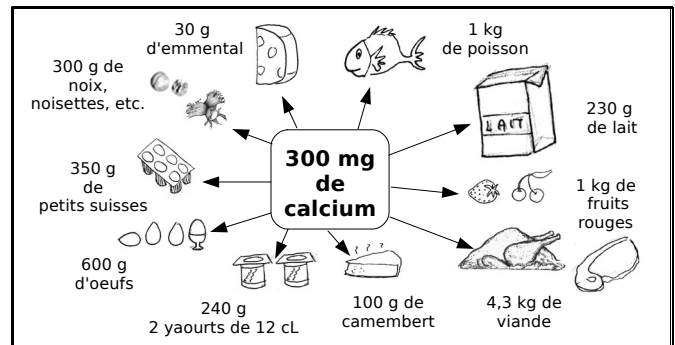 30 g
d'emmental
1 kg
de poisson
300 g de
noix,
noisettes, etc.
LAIT
230 g
de lait
300 mg
de
calcium
350 g
de
petits suisses
1 kg de
fruits
rouges
600 g
d'oeufs
240 g
2 yaourts de 12 cL
100 g de
camembert
4,3 kg de
viande